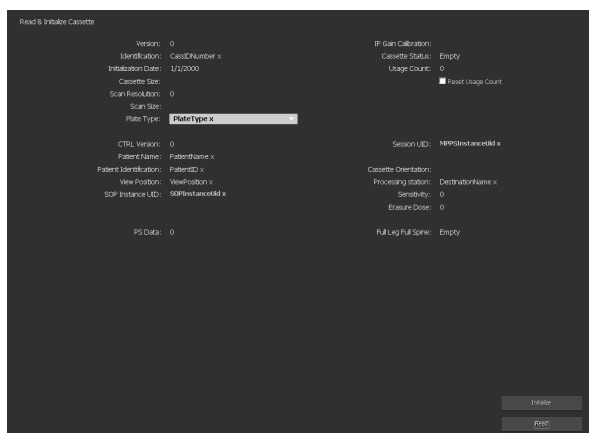 Read & Initialize Cassette
Version: 0
Identification: CassIDNumber x
Initialization Date: 1/1/2000
Cassette Size:
Scan Resolution: 0
Scan Size:
Plate Type: PlateType x
IP Gain Calibration:
Cassette Status: Empty
Usage Count: 0
Reset Usage Count
CTRL Version: 0
Patient Name: PatientName x
Patient Identification: PatientID x
View Position: ViewPosition x
SOP Instance UID: SOPInstanceUid x
Session UID: MPPSInstanceUid x
Cassette Orientation:
Processing station: DestinationName x
Sensitivity: 0
Erasure Dose: 0
PS Data: 0
Full Leg Full Spine: Empty
Initialize
Read